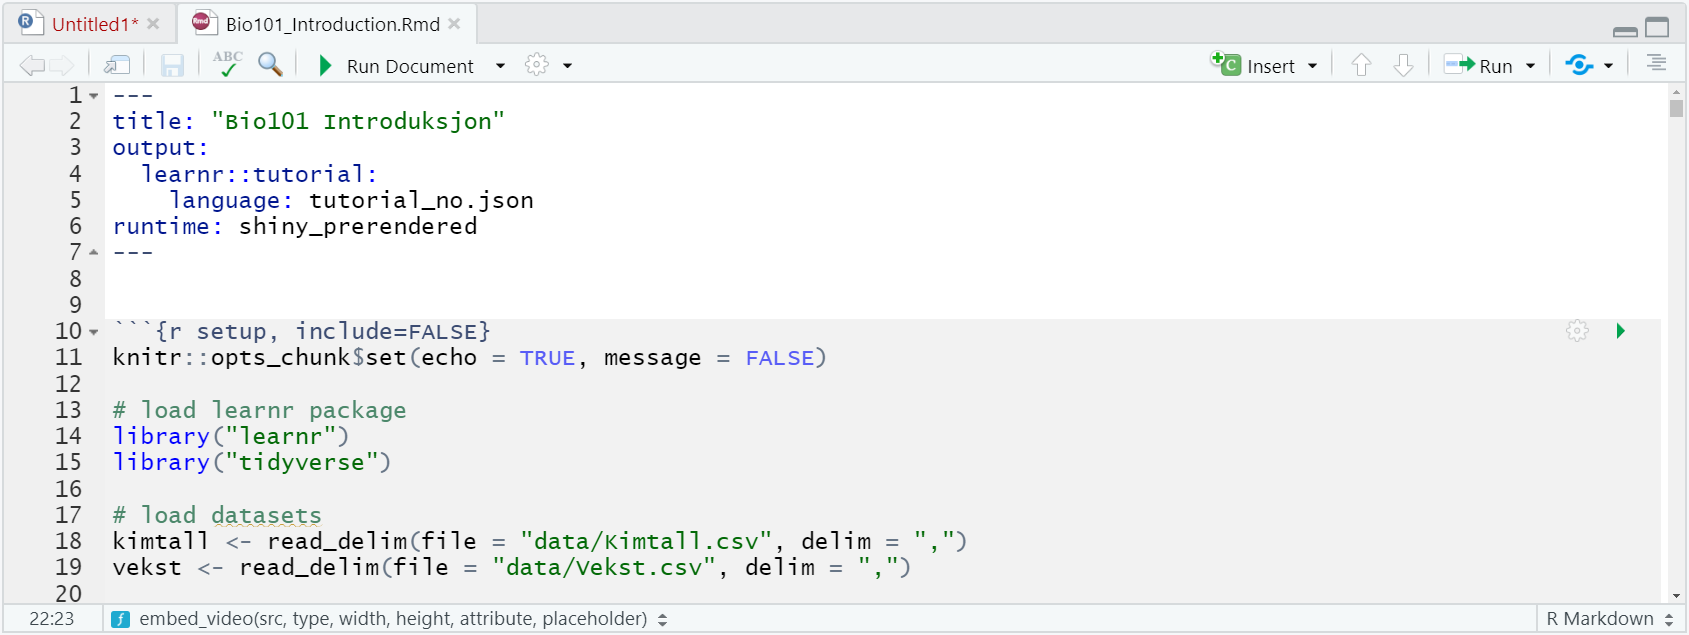 Untitled1* Bio101_Introduction.Rmd
ABC Run Document Insert Run
1 ---
2 title: "Bio101 Introduksjon"
3 output:
4   learnr::tutorial:
5     language: tutorial_no.json
6 runtime: shiny_prerendered
7 ---
8
9
10 ```{r setup, include=FALSE}
11 knitr::opts_chunk$set(echo = TRUE, message = FALSE)
12
13 # load learnr package
14 library("learnr")
15 library("tidyverse")
16
17 # load datasets
18 kimtall <- read_delim(file = "data/Kimtall.csv", delim = ",")
19 vekst <- read_delim(file = "data/Vekst.csv", delim = ",")
20
22:23 embed_video(src, type, width, height, attribute, placeholder) R Markdown